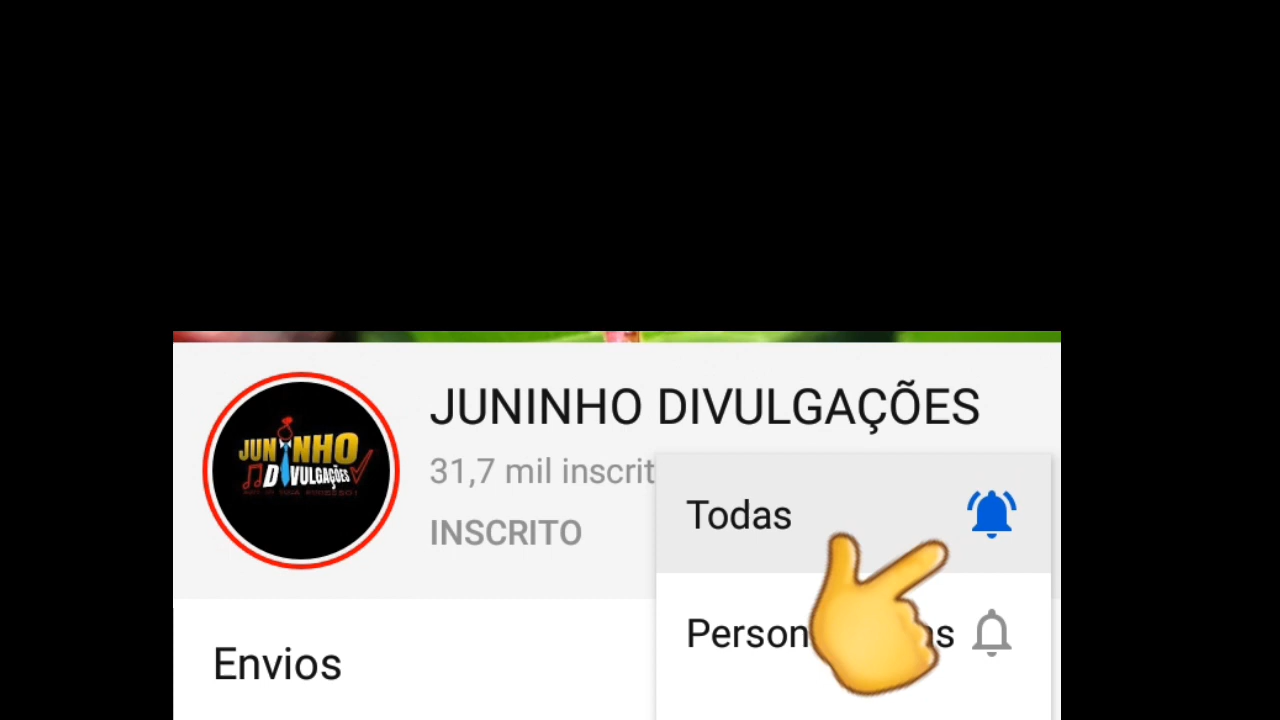 JUNINHO DIVULGAÇÕES
JUNINHO
DIVULGAÇÕES
31,7 mil inscrit
INSCRITO
Todas
Envios